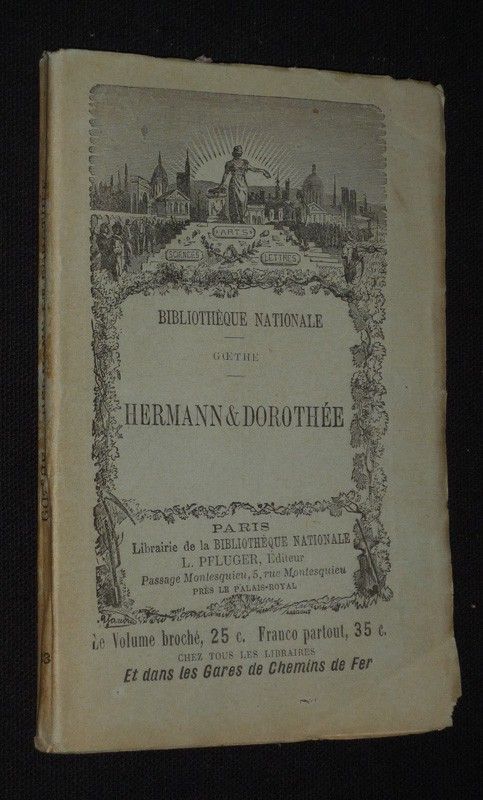 ARTS
SCIENCES
LETTRES
BIBLIOTHÈQUE NATIONALE
GŒTHE
HERMANN & DOROTHÉE
PARIS
Librairie de la BIBLIOTHÈQUE NATIONALE
L. PFLUGER, Editeur
Passage Montesquieu, 5, rue Montesquieu
PRÈS LE PALAIS-ROYAL
Le Volume broché, 25 c. Franco partout, 35 c.
CHEZ TOUS LES LIBRAIRES
Et dans les Gares de Chemins de Fer